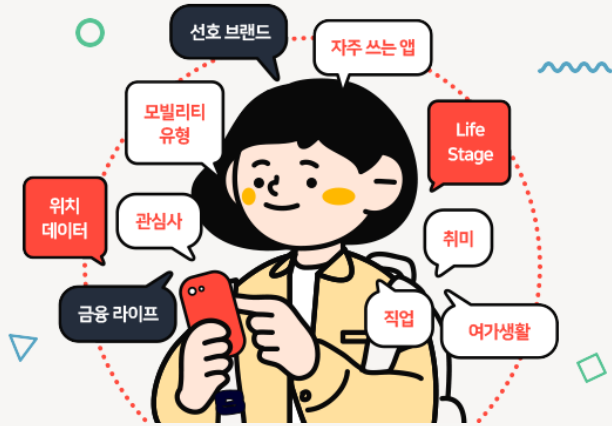 선호 브랜드
자주 쓰는 앱
모빌리티
유형
Life
Stage
위치
데이터
관심사
취미
금융 라이프
직업
여가생활